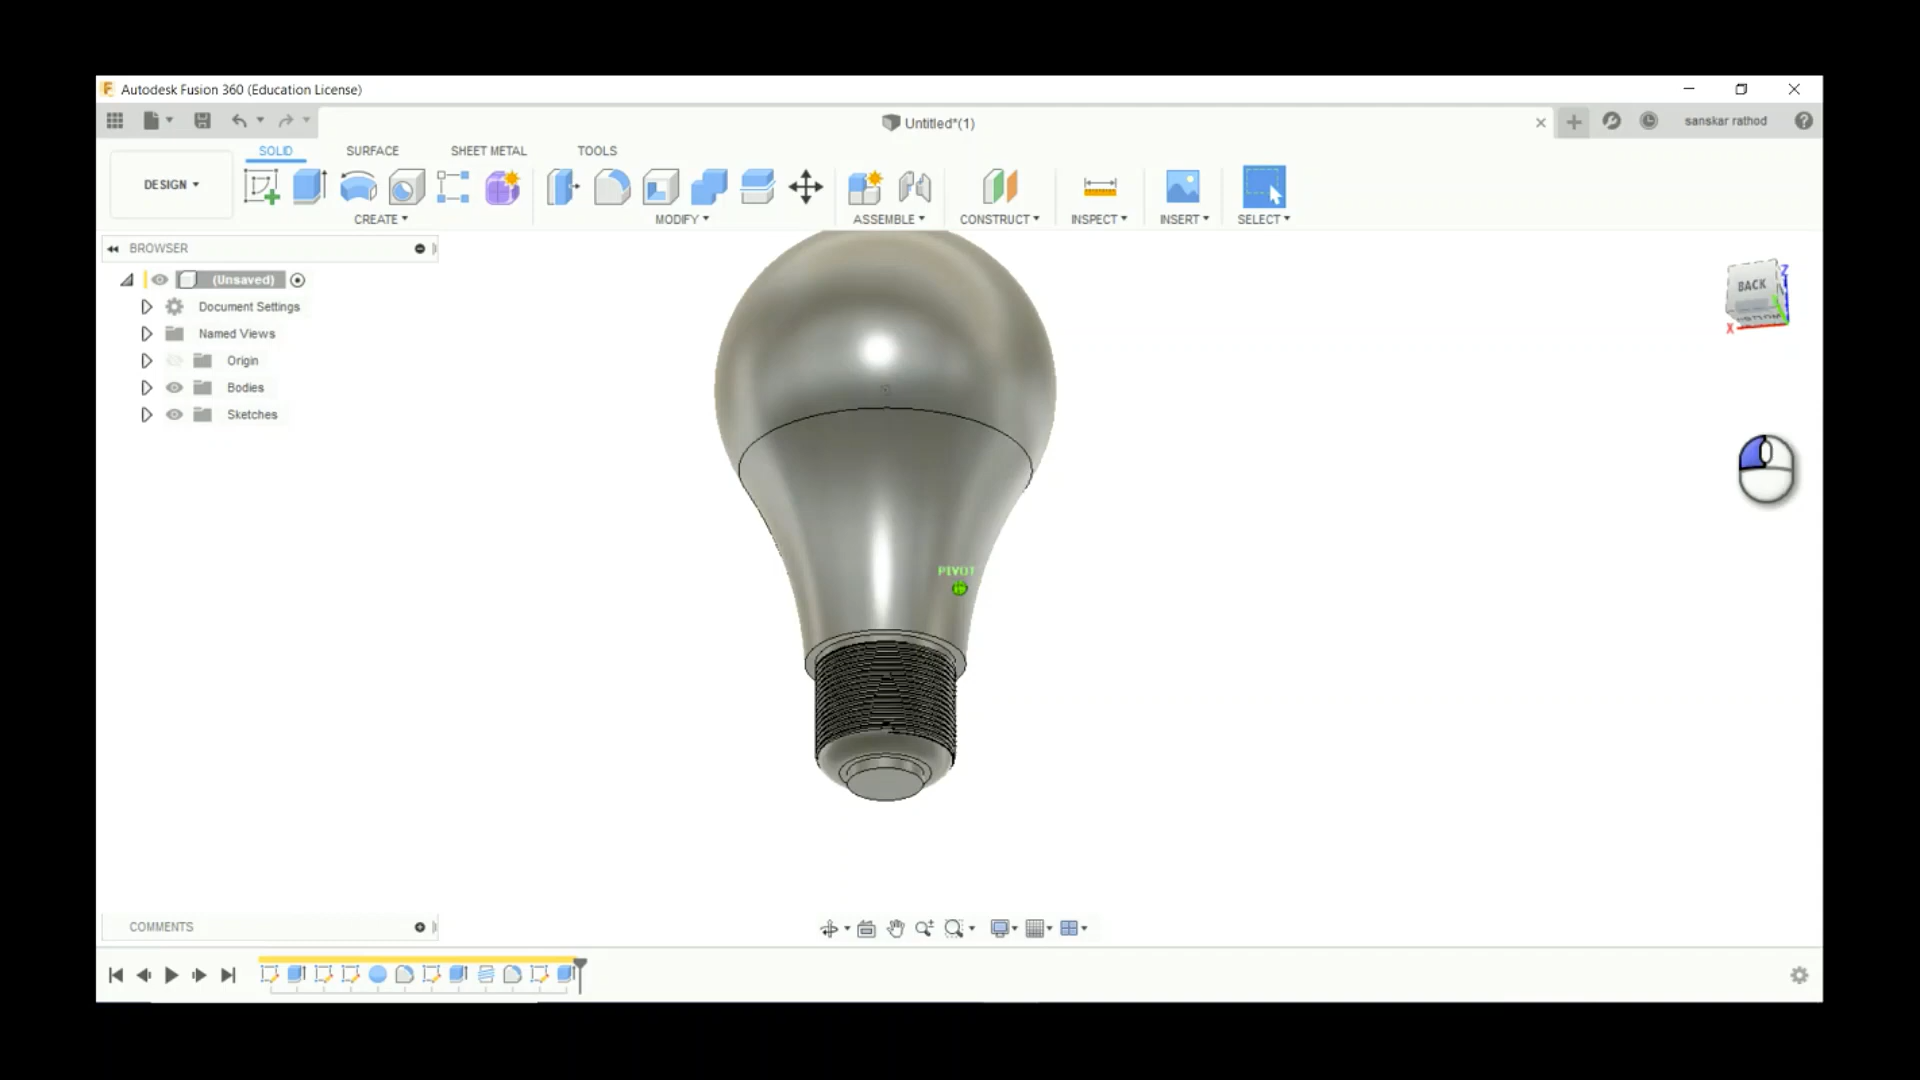 Autodesk Fusion 360 (Education License)
Untitled*(1)
sanskar rathod
SOLID
SURFACE
SHEET METAL
TOOLS
DESIGN
CREATE
MODIFY
ASSEMBLE
CONSTRUCT
INSPECT
INSERT
SELECT
BROWSER
(Unsaved)
Document Settings
Named Views
Origin
Bodies
Sketches
BACK
Z
X
PIVOT
COMMENTS